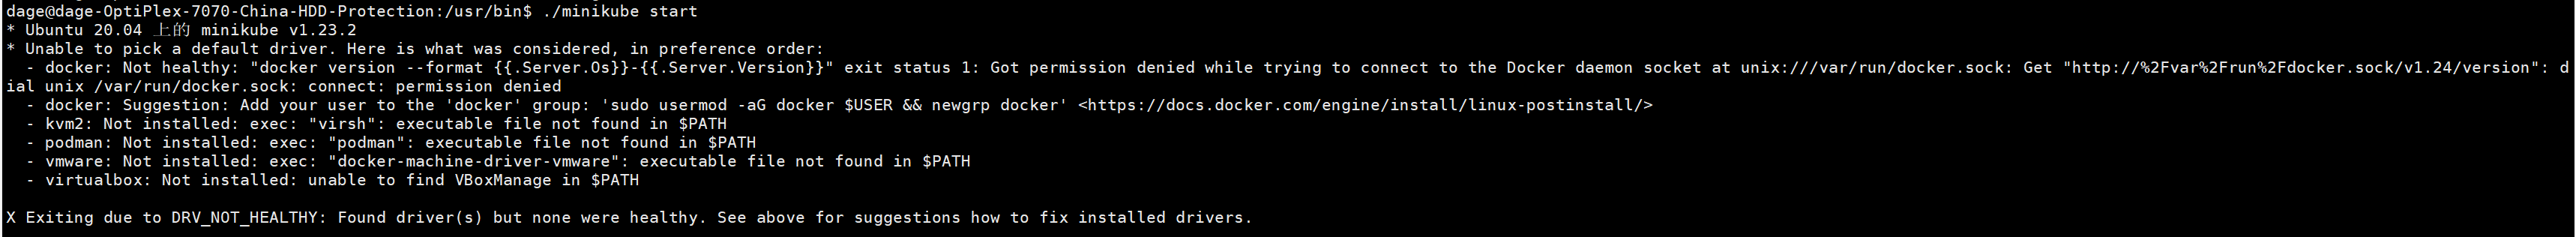 dage@dage-OptiPlex-7070-China-HDD-Protection:/usr/bin$ ./minikube start
* Ubuntu 20.04 上的 minikube v1.23.2
* Unable to pick a default driver. Here is what was considered, in preference order:
  - docker: Not healthy: "docker version --format {{.Server.Os}}-{{.Server.Version}}" exit status 1: Got permission denied while trying to connect to the Docker daemon socket at unix:///var/run/docker.sock: Get "http://%2Fvar%2Frun%2Fdocker.sock/v1.24/version": d
ial unix /var/run/docker.sock: connect: permission denied
  - docker: Suggestion: Add your user to the 'docker' group: 'sudo usermod -aG docker $USER && newgrp docker' <https://docs.docker.com/engine/install/linux-postinstall/>
  - kvm2: Not installed: exec: "virsh": executable file not found in $PATH
  - podman: Not installed: exec: "podman": executable file not found in $PATH
  - vmware: Not installed: exec: "docker-machine-driver-vmware": executable file not found in $PATH
  - virtualbox: Not installed: unable to find VBoxManage in $PATH
X Exiting due to DRV_NOT_HEALTHY: Found driver(s) but none were healthy. See above for suggestions how to fix installed drivers.